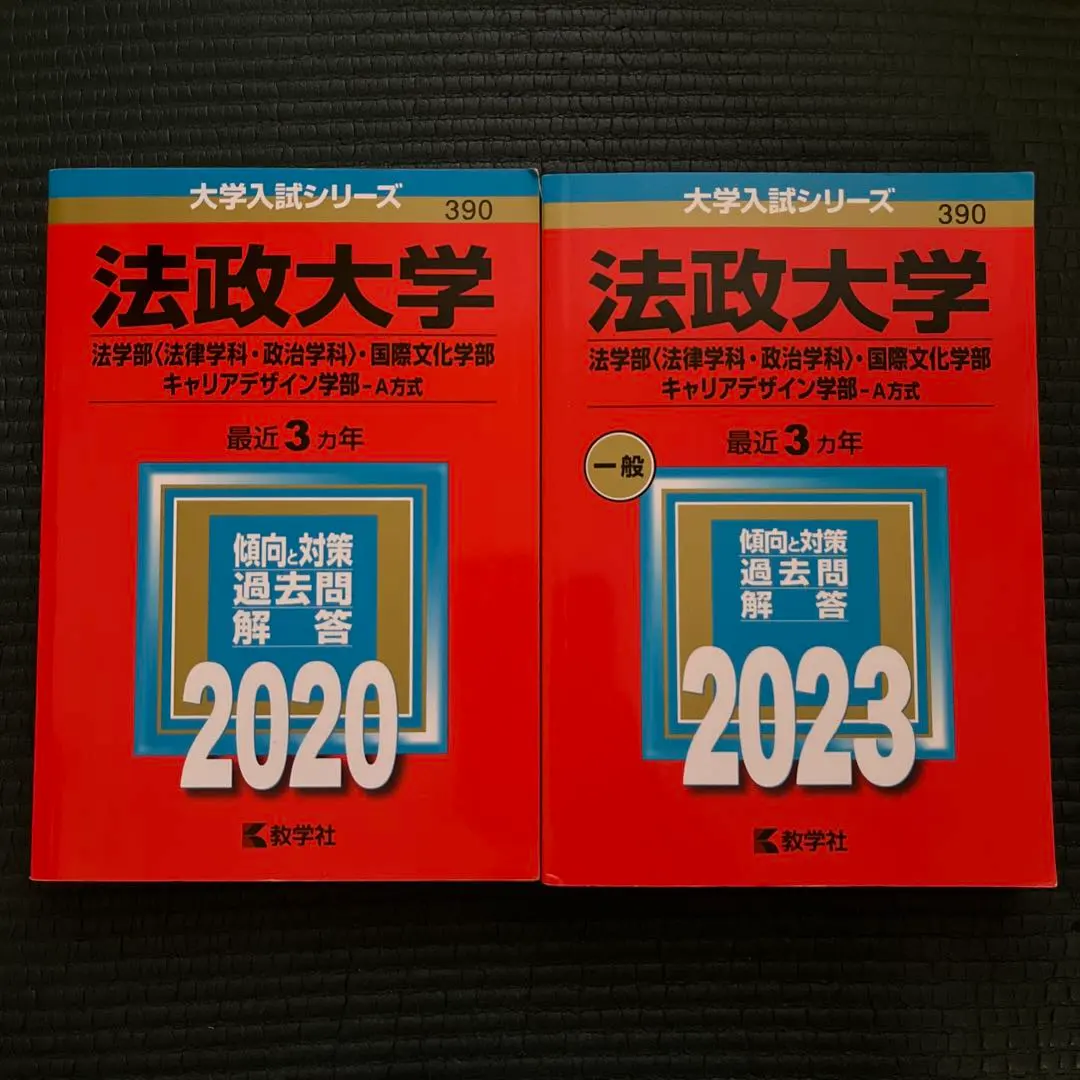 大学入試シリーズ
390
法政大学
法学部〈法律学科・政治学科〉・国際文化学部
キャリアデザイン学部－A方式
最近3カ年
傾向と対策
過去問
解答
2020
教学社
大学入試シリーズ
390
法政大学
法学部〈法律学科・政治学科〉・国際文化学部
キャリアデザイン学部－A方式
最近3カ年
一般
傾向と対策
過去問
解答
2023
教学社